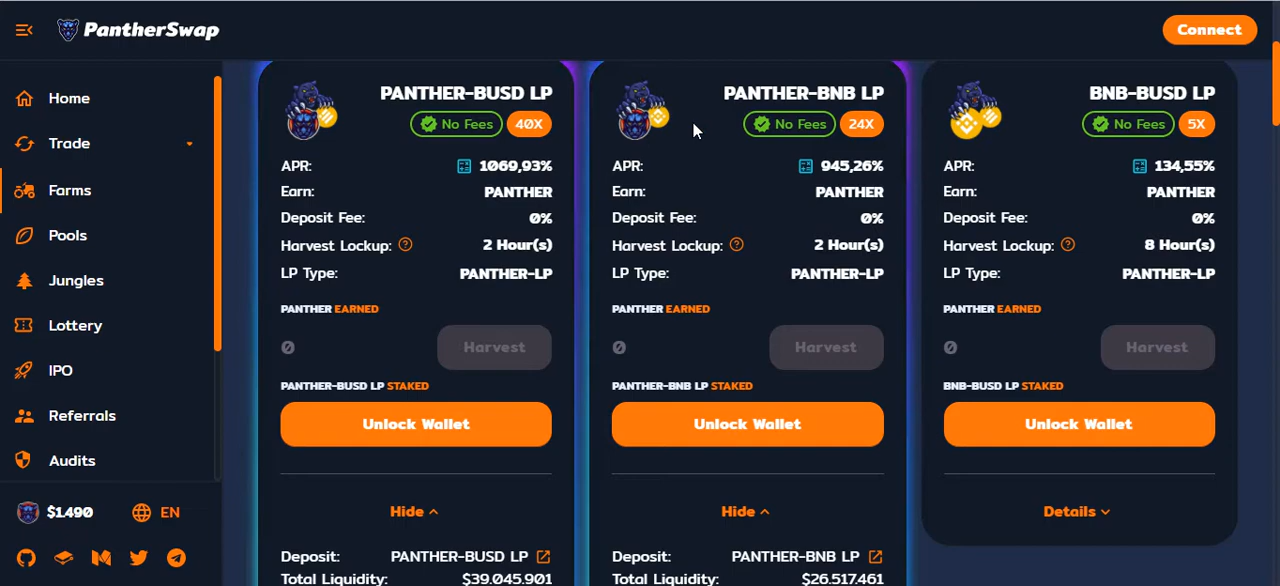 PantherSwap
Connect
Home
Trade
Farms
Pools
Jungles
Lottery
IPO
Referrals
Audits
$1.490
EN
PANTHER-BUSD LP
No Fees 40X
APR: 1069,93%
Earn: PANTHER
Deposit Fee: 0%
Harvest Lockup: ? 2 Hour(s)
LP Type: PANTHER-LP
PANTHER EARNED
0 Harvest
PANTHER-BUSD LP STAKED
Unlock Wallet
Hide
Deposit: PANTHER-BUSD LP
Total Liquidity: $39.045.901
PANTHER-BNB LP
No Fees 24X
APR: 945,26%
Earn: PANTHER
Deposit Fee: 0%
Harvest Lockup: ? 2 Hour(s)
LP Type: PANTHER-LP
PANTHER EARNED
0 Harvest
PANTHER-BNB LP STAKED
Unlock Wallet
Hide
Deposit: PANTHER-BNB LP
Total Liquidity: $26.517.461
BNB-BUSD LP
No Fees 5X
APR: 134,55%
Earn: PANTHER
Deposit Fee: 0%
Harvest Lockup: ? 8 Hour(s)
LP Type: PANTHER-LP
PANTHER EARNED
0 Harvest
BNB-BUSD LP STAKED
Unlock Wallet
Details